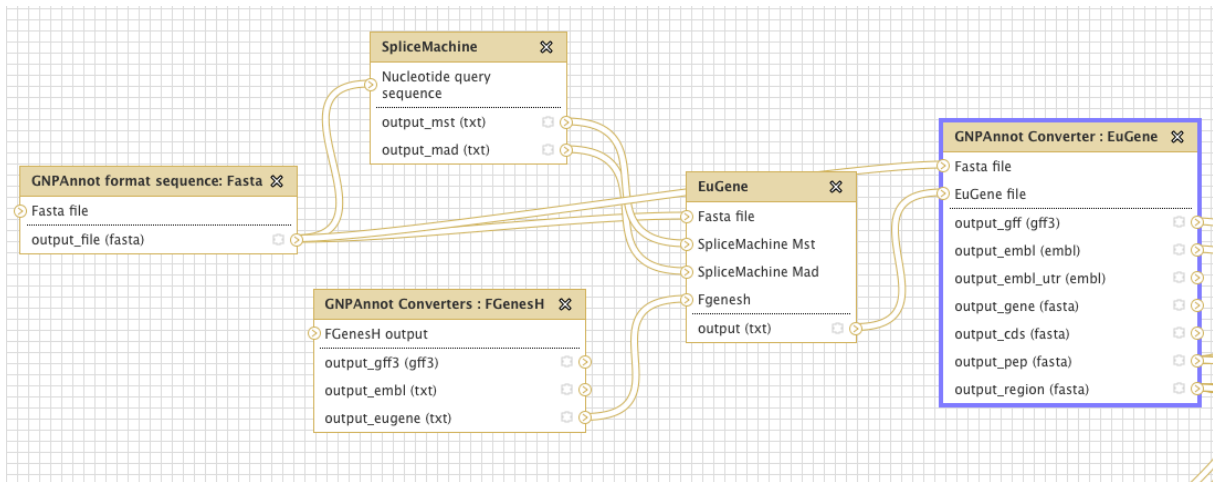 SpliceMachine
Nucleotide query
sequence
output_mst (txt)
output_mad (txt)
GNPAnnot format sequence: Fasta
Fasta file
output_file (fasta)
GNPAnnot Converters : FGenesH
FGenesH output
output_gff3 (gff3)
output_embl (txt)
output_eugene (txt)
EuGene
Fasta file
SpliceMachine Mst
SpliceMachine Mad
Fgenesh
output (txt)
GNPAnnot Converter : EuGene
Fasta file
EuGene file
output_gff (gff3)
output_embl (embl)
output_embl_utr (embl)
output_gene (fasta)
output_cds (fasta)
output_pep (fasta)
output_region (fasta)